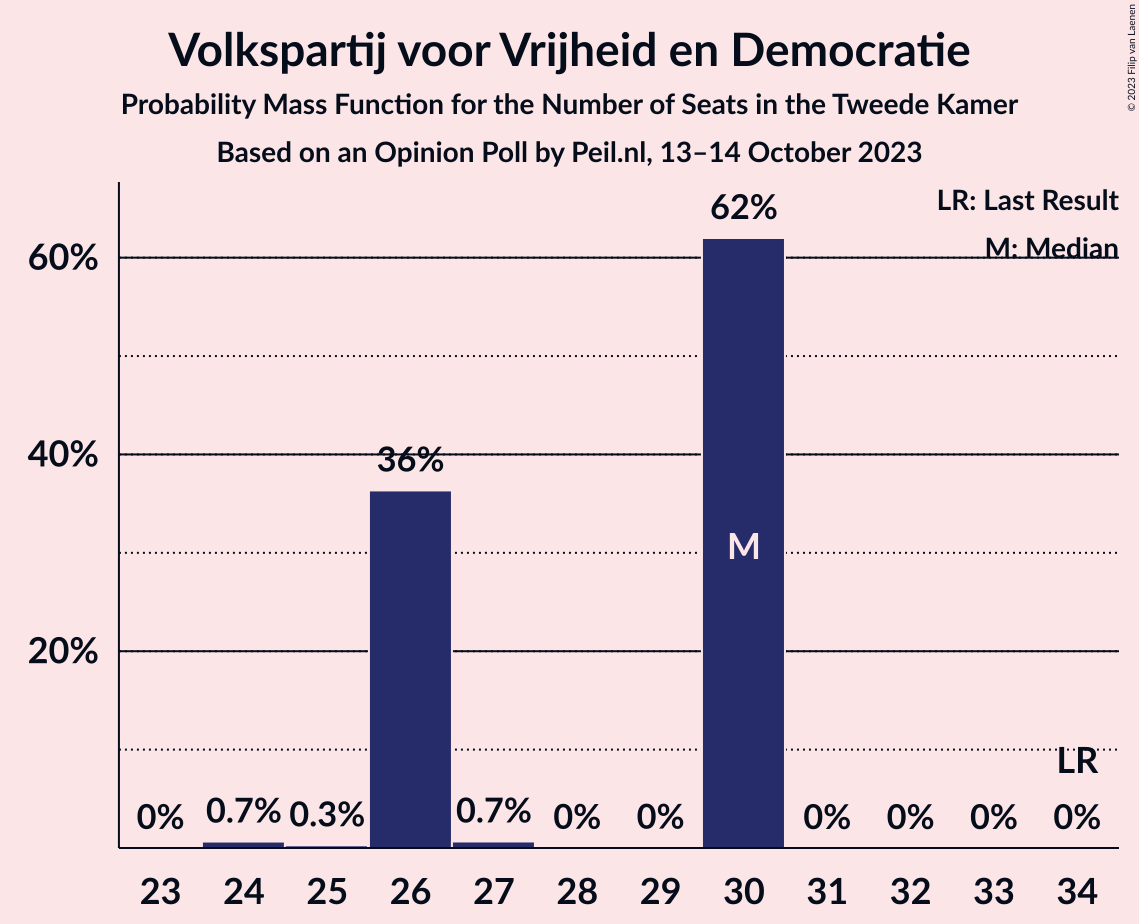 Volkspartij voor Vrijheid en Democratie
Probability Mass Function for the Number of Seats in the Tweede Kamer
Based on an Opinion Poll by Peil.nl, 13–14 October 2023
© 2023 Filip van Laenen
LR: Last Result
M: Median
60%
40%
20%
0%
0.7%
0.3%
36%
0.7%
0%
0%
62%
M
0%
0%
0%
LR
0%
23 24 25 26 27 28 29 30 31 32 33 34